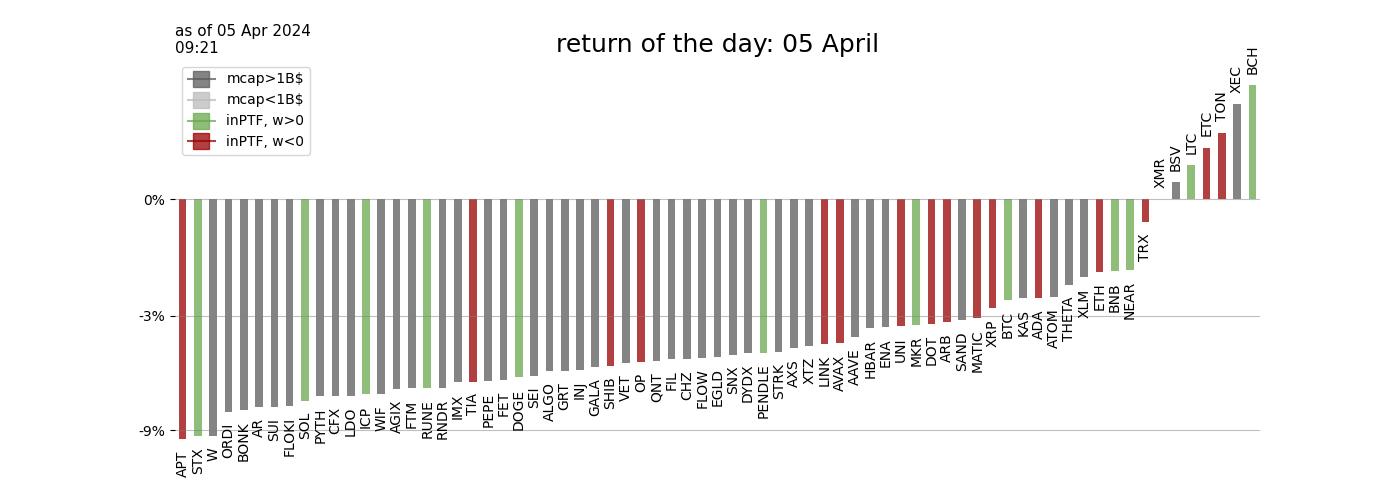 as of 05 Apr 2024
09:21
return of the day: 05 April
mcap>1B$
mcap<1B$
inPTF, w>0
inPTF, w<0
0%
-3%
-9%
APT
STX
W
ORDI
BONK
AR
SUI
FLOKI
SOL
PYTH
CFX
LDO
ICP
WIF
AGIX
FTM
RUNE
RNDR
IMX
TIA
PEPE
FET
DOGE
SEI
ALGO
GRT
INJ
GALA
SHIB
VET
OP
QNT
FIL
CHZ
FLOW
EGLD
SNX
DYDX
PENDLE
STRK
AXS
XTZ
LINK
AVAX
AAVE
HBAR
ENA
UNI
MKR
DOT
ARB
SAND
MATIC
XRP
BTC
KAS
ADA
ATOM
THETA
XLM
ETH
BNB
NEAR
TRX
XMR
BSV
LTC
ETC
TON
XEC
BCH